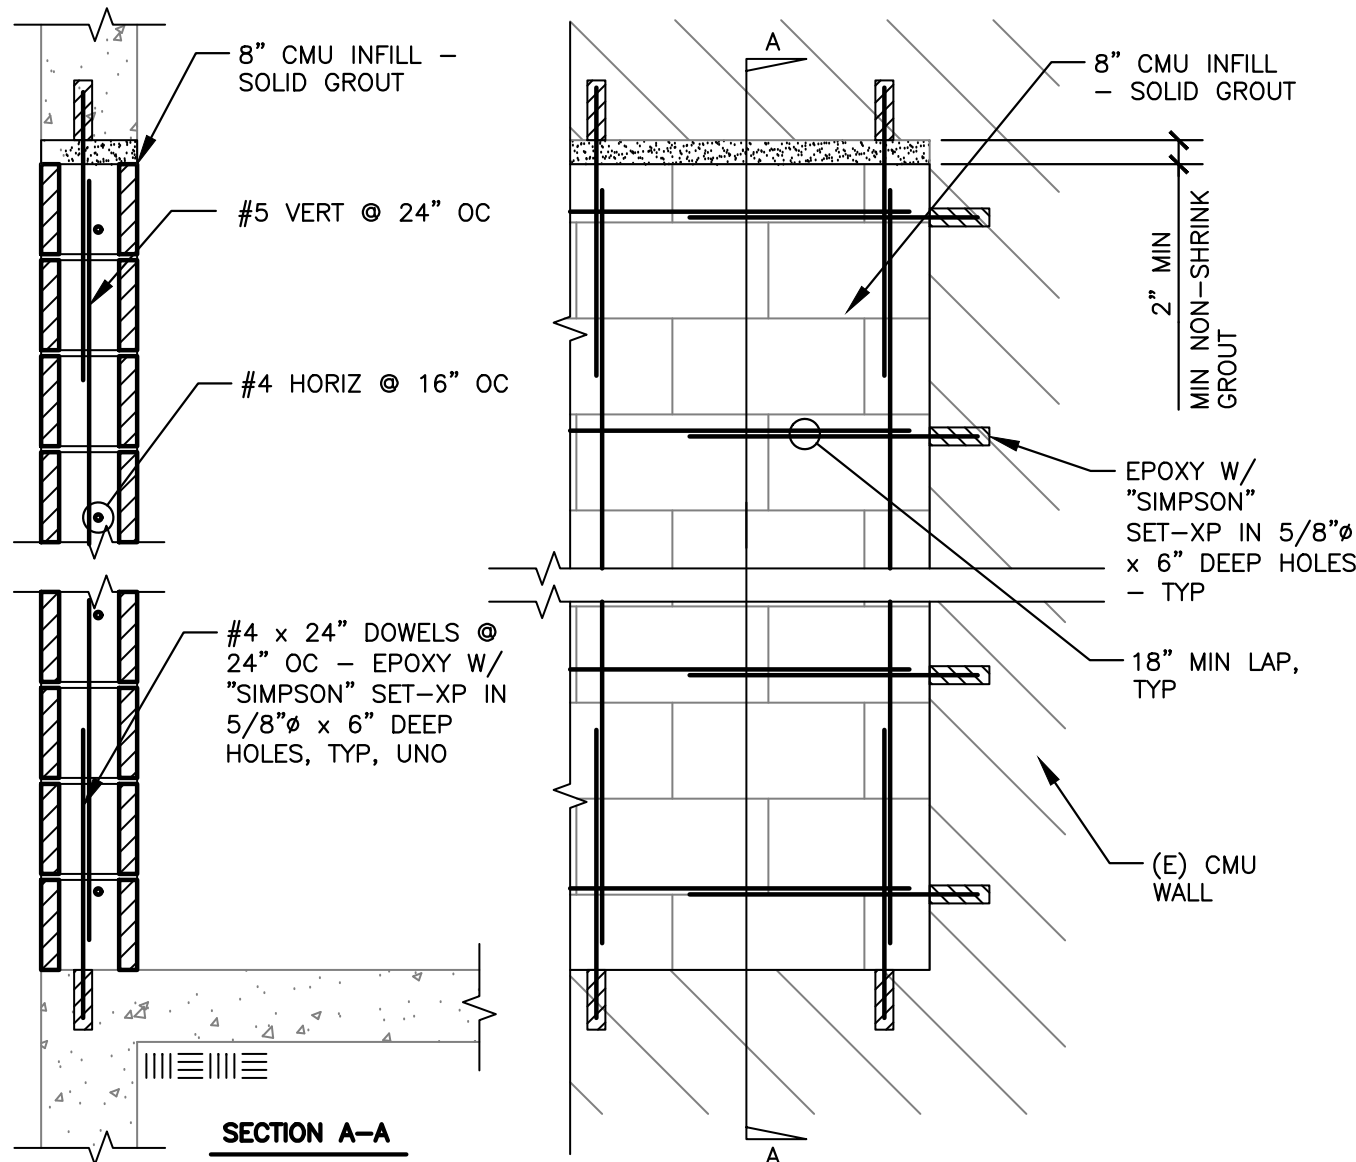 8” CMU INFILL –
SOLID GROUT
#5 VERT @ 24” OC
#4 HORIZ @ 16” OC
#4 x 24” DOWELS @
24” OC – EPOXY W/
”SIMPSON” SET–XP IN
5/8”ø x 6” DEEP
HOLES, TYP, UNO
SECTION A–A
A
8” CMU INFILL
– SOLID GROUT
2” MIN
MIN NON–SHRINK
GROUT
EPOXY W/
”SIMPSON”
SET–XP IN 5/8”ø
x 6” DEEP HOLES
– TYP
18” MIN LAP,
TYP
(E) CMU
WALL
A